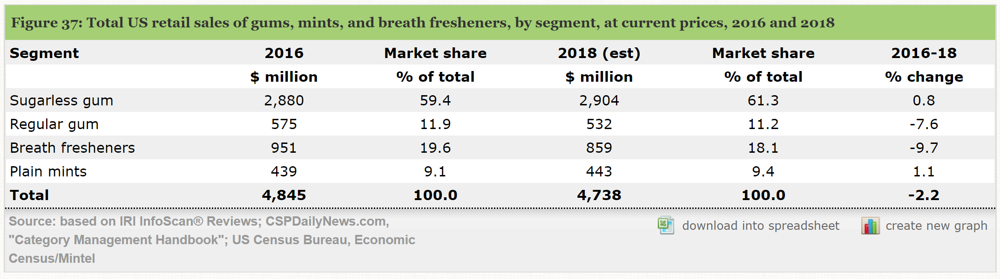 Figure 37: Total US retail sales of gums, mints, and breath fresheners, by segment, at current prices, 2016 and 2018
Segment 2016 Market share 2018 (est) Market share 2016-18
$ million % of total $ million % of total % change
Sugarless gum 2,880 59.4 2,904 61.3 0.8
Regular gum 575 11.9 532 11.2 -7.6
Breath fresheners 951 19.6 859 18.1 -9.7
Plain mints 439 9.1 443 9.4 1.1
Total 4,845 100.0 4,738 100.0 -2.2
Source: based on IRI InfoScan® Reviews; CSPDailyNews.com,
"Category Management Handbook"; US Census Bureau, Economic
Census/Mintel
download into spreadsheet create new graph